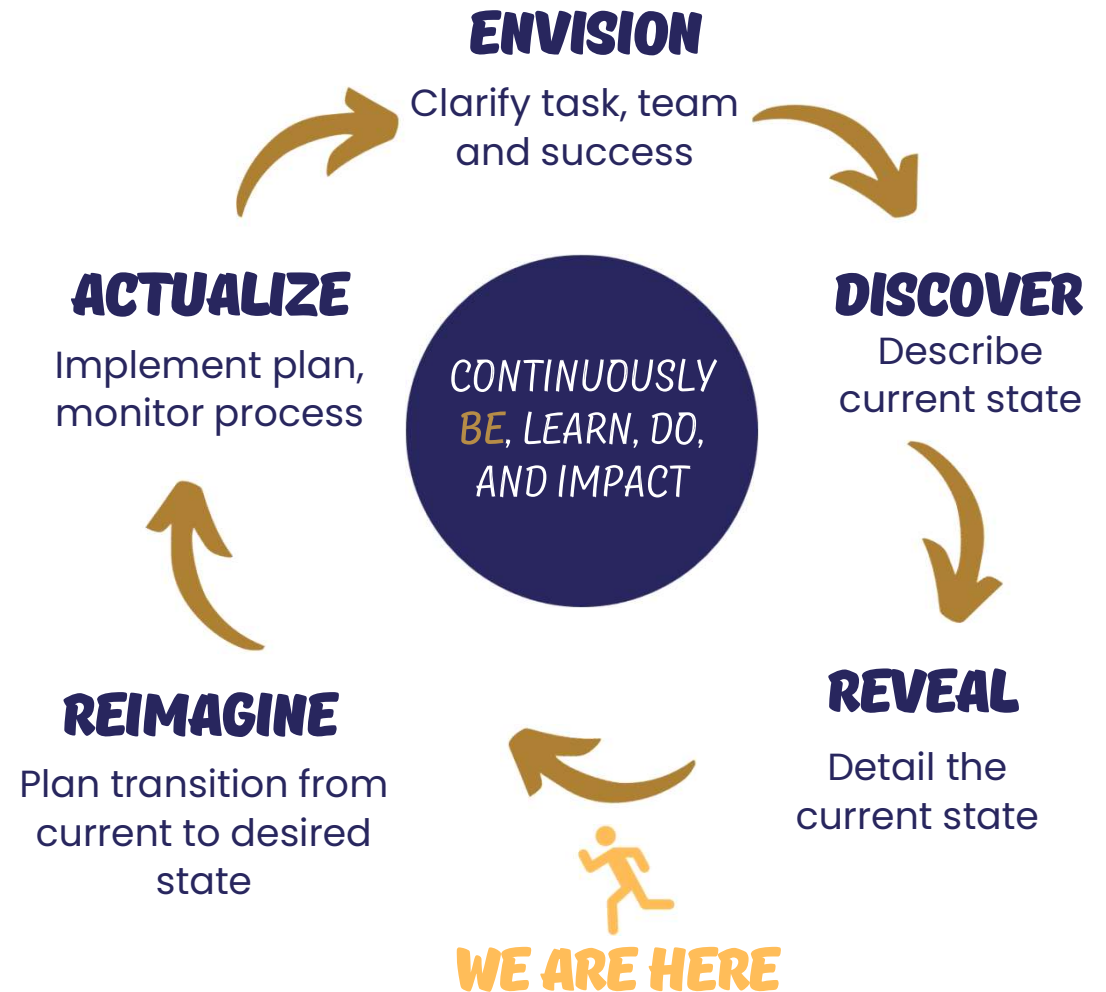 ENVISION
Clarify task, team
and success
DISCOVER
Describe
current state
REVEAL
Detail the
current state
REIMAGINE
Plan transition from
current to desired
state
ACTUALIZE
Implement plan,
monitor process
CONTINUOUSLY
BE, LEARN, DO,
AND IMPACT
WE ARE HERE